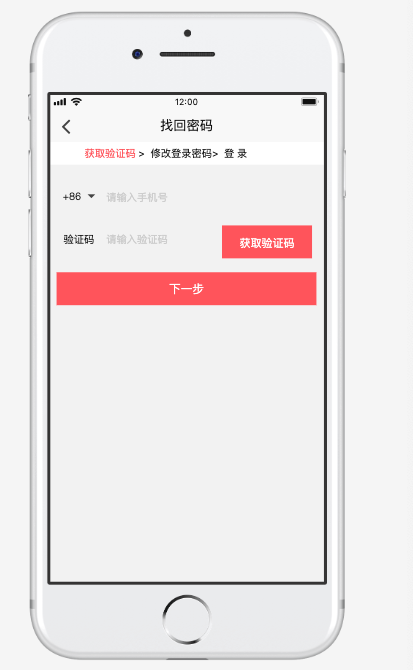 12:00
找回密码
获取验证码 > 修改登录密码> 登 录
+86 请输入手机号
验证码 请输入验证码 获取验证码
下一步